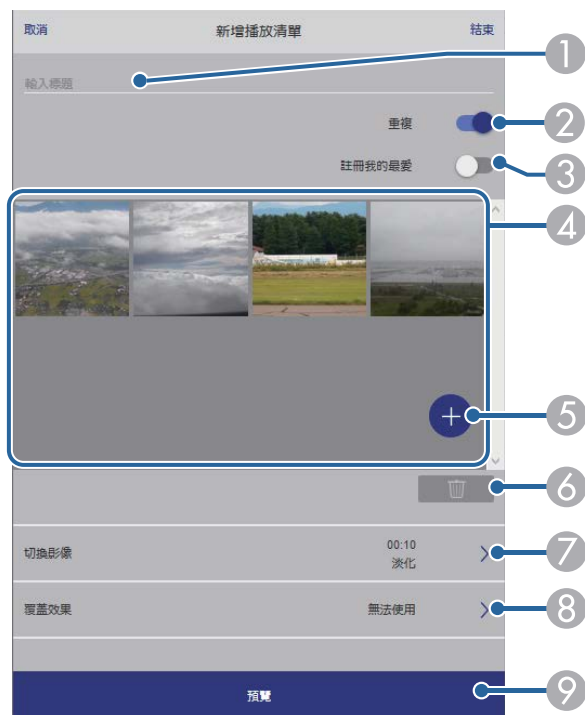 取消 新增播放清單 結束
輸入標題
1
重複
2
註冊我的最愛
3
4
+
5
6
切換影像
00:10
淡化
7
覆蓋效果 無法使用
8
預覽
9